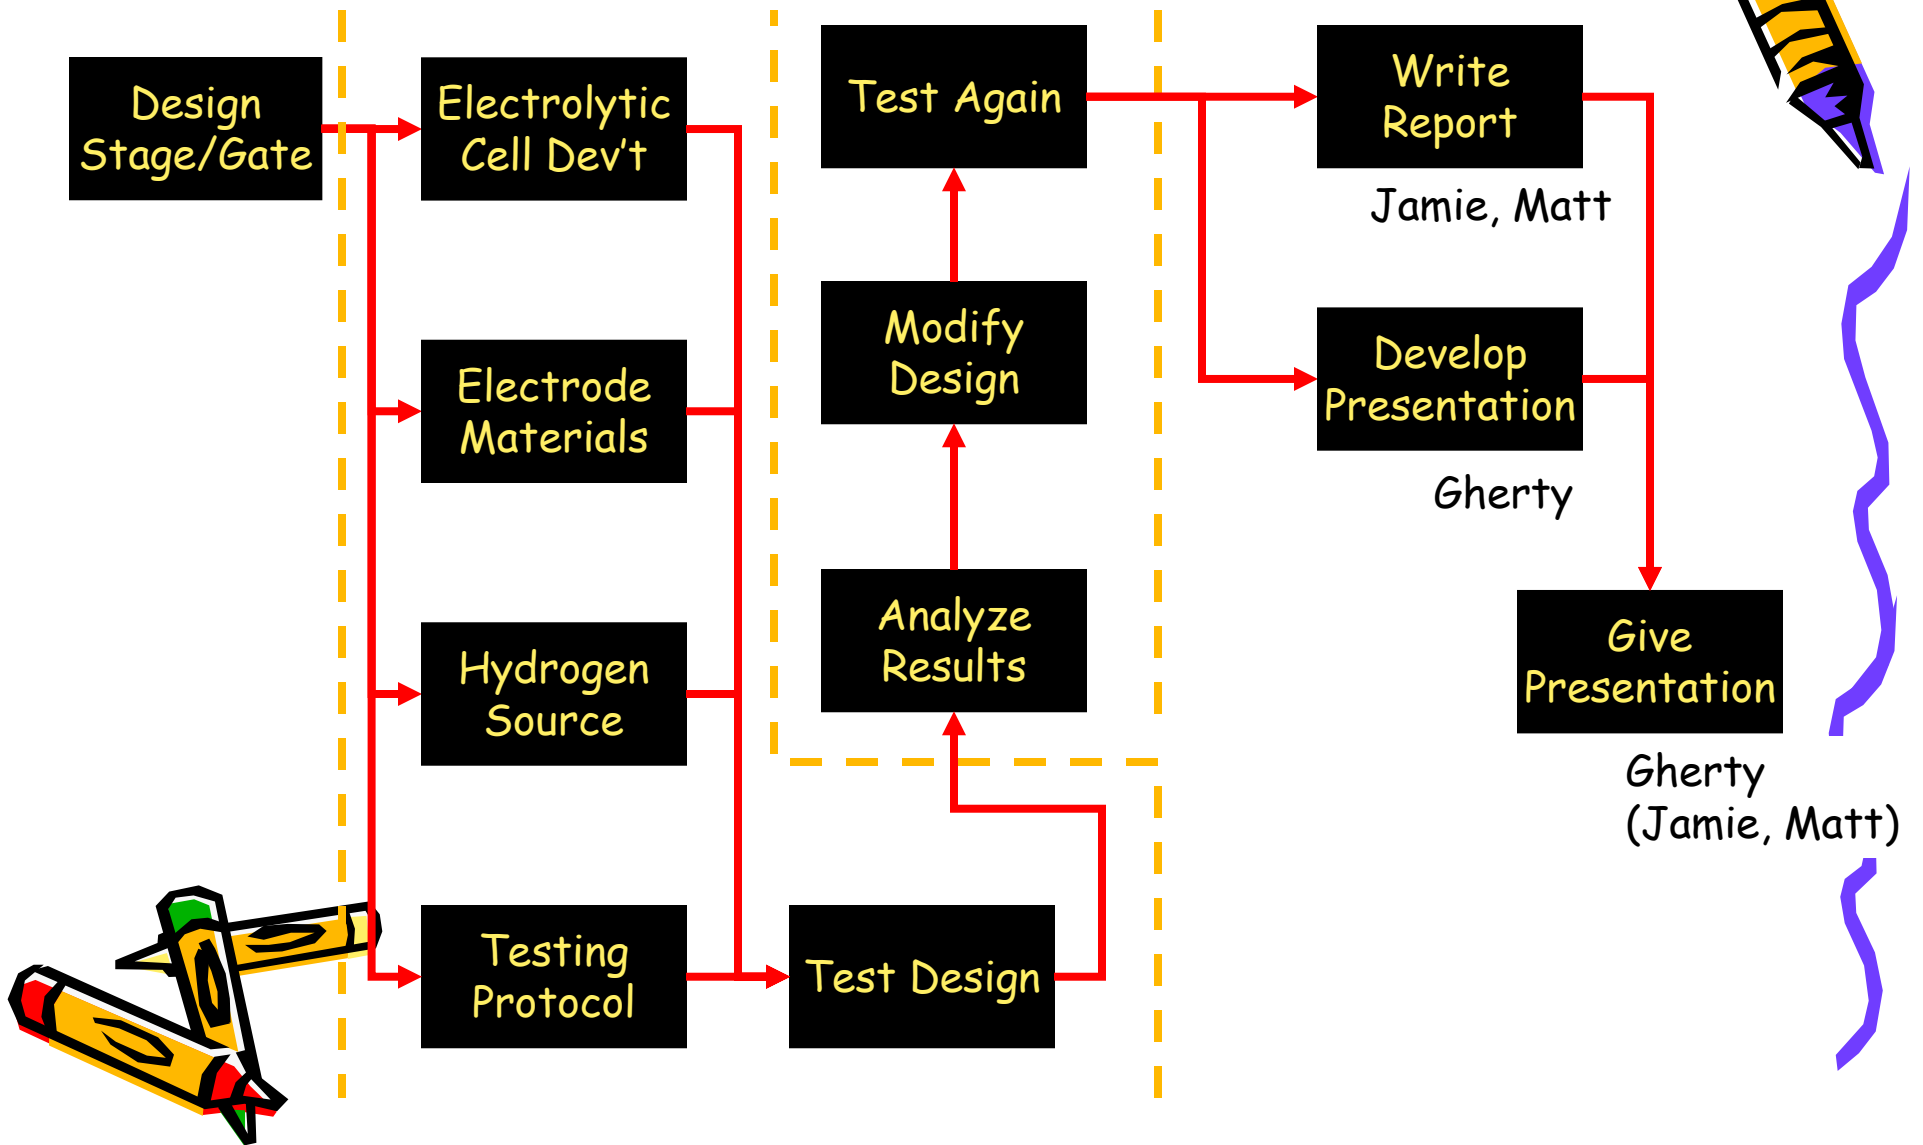 Design
Stage/Gate
Electrolytic
Cell Dev't
Electrode
Materials
Hydrogen
Source
Testing
Protocol
Test Design
Analyze
Results
Modify
Design
Test Again
Write
Report
Jamie, Matt
Develop
Presentation
Gherty
Give
Presentation
Gherty
(Jamie, Matt)